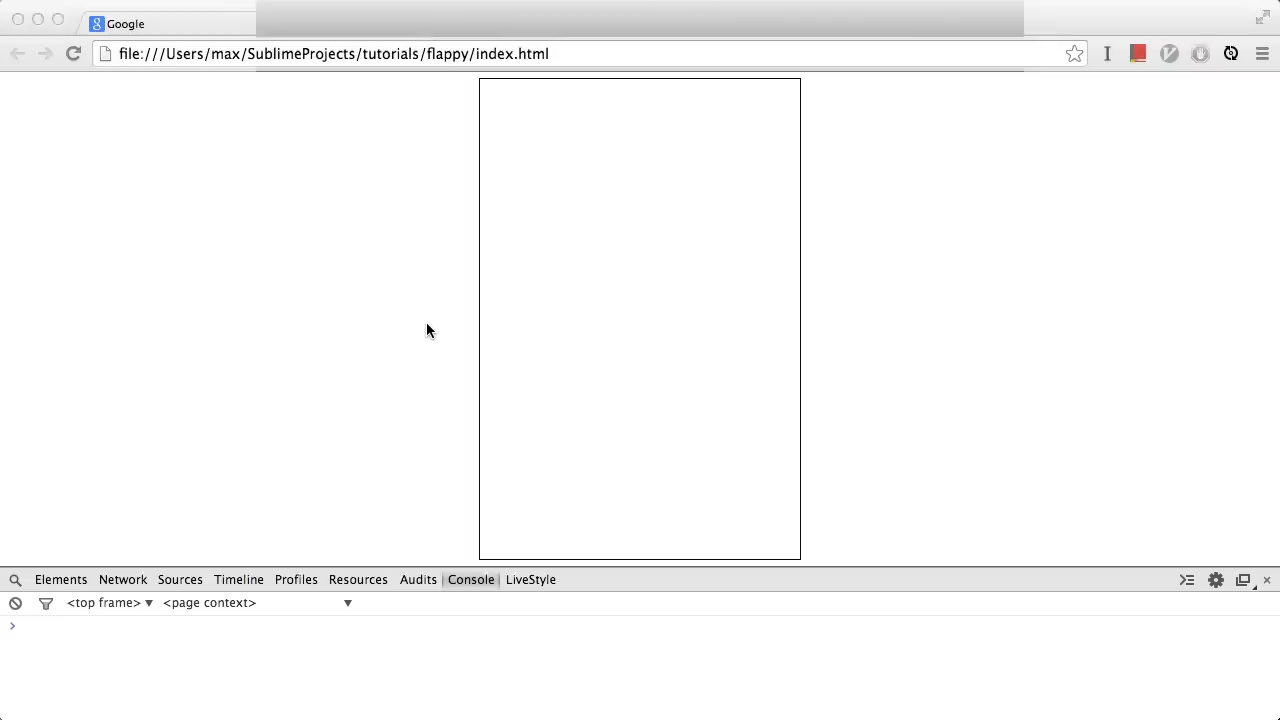 Google
file:///Users/max/SublimeProjects/tutorials/flappy/index.html
Elements Network Sources Timeline Profiles Resources Audits Console LiveStyle
<top frame> <page context>